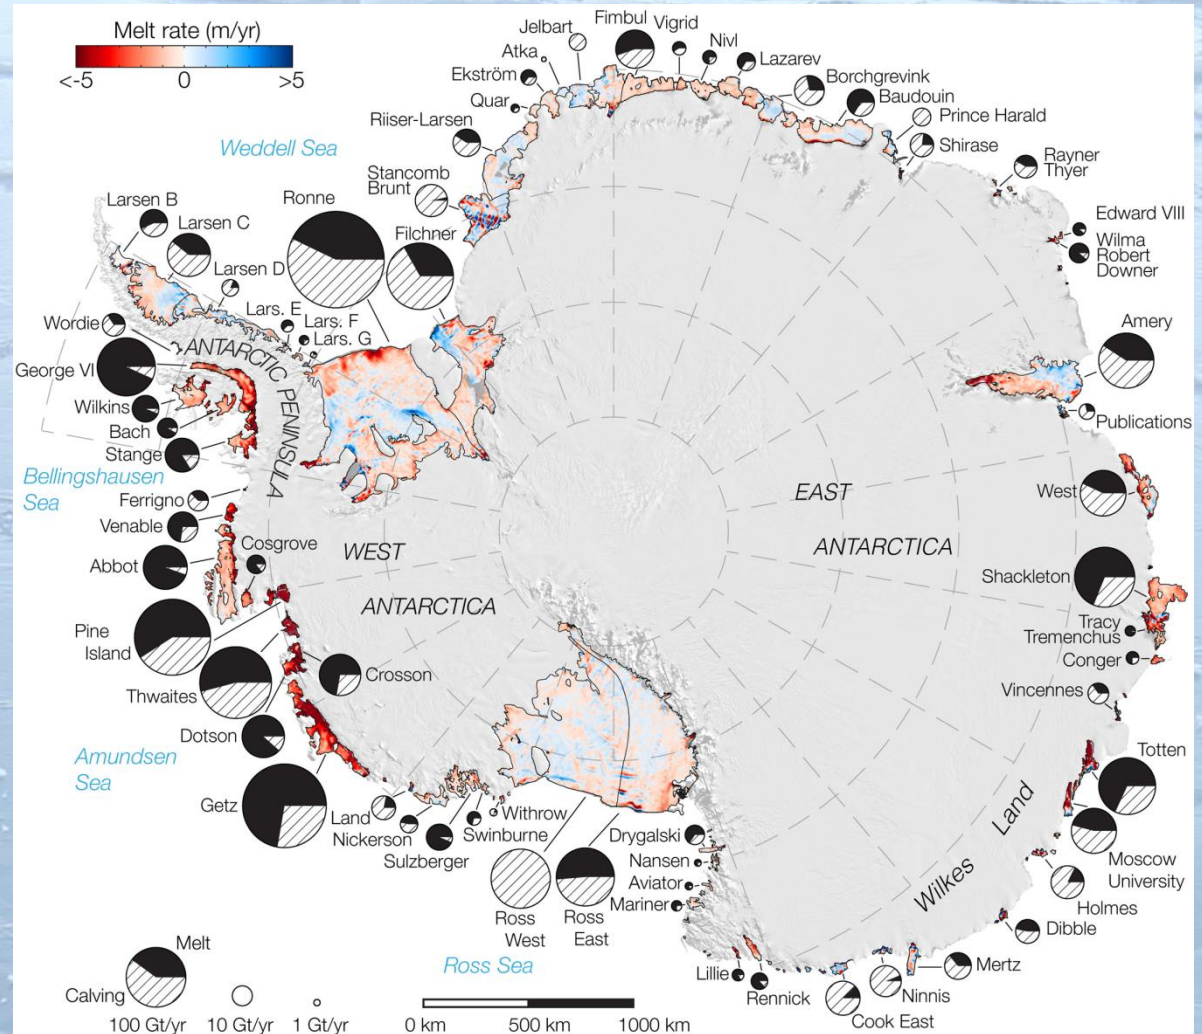 Melt rate (m/yr)
<-5
0
>5
Weddell Sea
Quar
Ekström
Atka
Jelbart
Fimbul
Vigrid
Nivl
Lazarev
Borchgrevink
Baudouin
Prince Harald
Shirase
Rayner
Thyer
Edward VIII
Wilma
Robert
Downer
Amery
Publications
West
Shackleton
Tracy
Tremenchus
Conger
Vincennes
Totten
Moscow
University
Holmes
Dibble
Mertz
Ninnis
Cook East
Rennick
Lillie
Riiser-Larsen
Stancomb
Brunt
Filchner
Ronne
Larsen B
Larsen C
Larsen D
Lars. E
Lars. F
Lars. G
Wordie
George VI
Wilkins
Bach
Stange
ANTARCTIC PENINSULA
Bellingshausen
Sea
Ferrigno
Venable
Abbot
Cosgrove
Pine
Island
Thwaites
Crosson
Dotson
Amundsen
Sea
Getz
Land
Nickerson
Sulzberger
Swinburne
Withrow
Ross
West
Ross
East
Drygalski
Nansen
Aviator
Mariner
WEST
ANTARCTICA
EAST
ANTARCTICA
Wilkes Land
Ross Sea
Melt
Calving
100 Gt/yr
10 Gt/yr
1 Gt/yr
0 km
500 km
1000 km